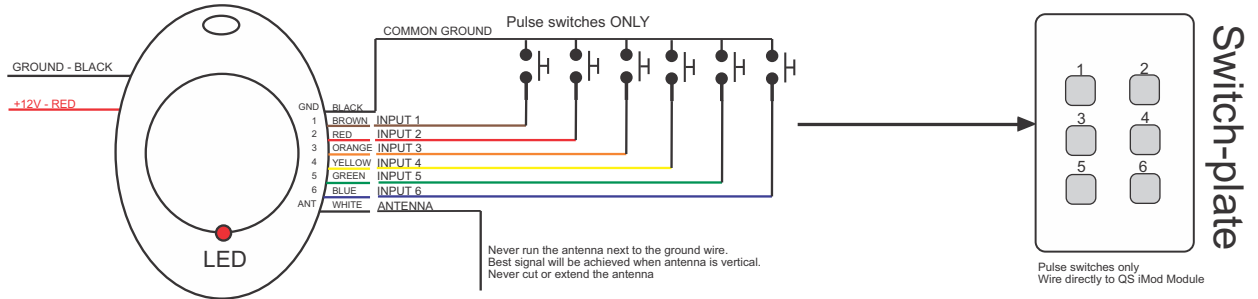 Pulse switches ONLY
COMMON GROUND
GROUND - BLACK
+12V - RED
GND BLACK
1 BROWN INPUT 1
2 RED INPUT 2
3 ORANGE INPUT 3
4 YELLOW INPUT 4
5 GREEN INPUT 5
6 BLUE INPUT 6
ANT WHITE ANTENNA
LED
Never run the antenna next to the ground wire.
Best signal will be achieved when antenna is vertical.
Never cut or extend the antenna
1 2
3 4
5 6
Switch-plate
Pulse switches only
Wire directly to QS iMod Module